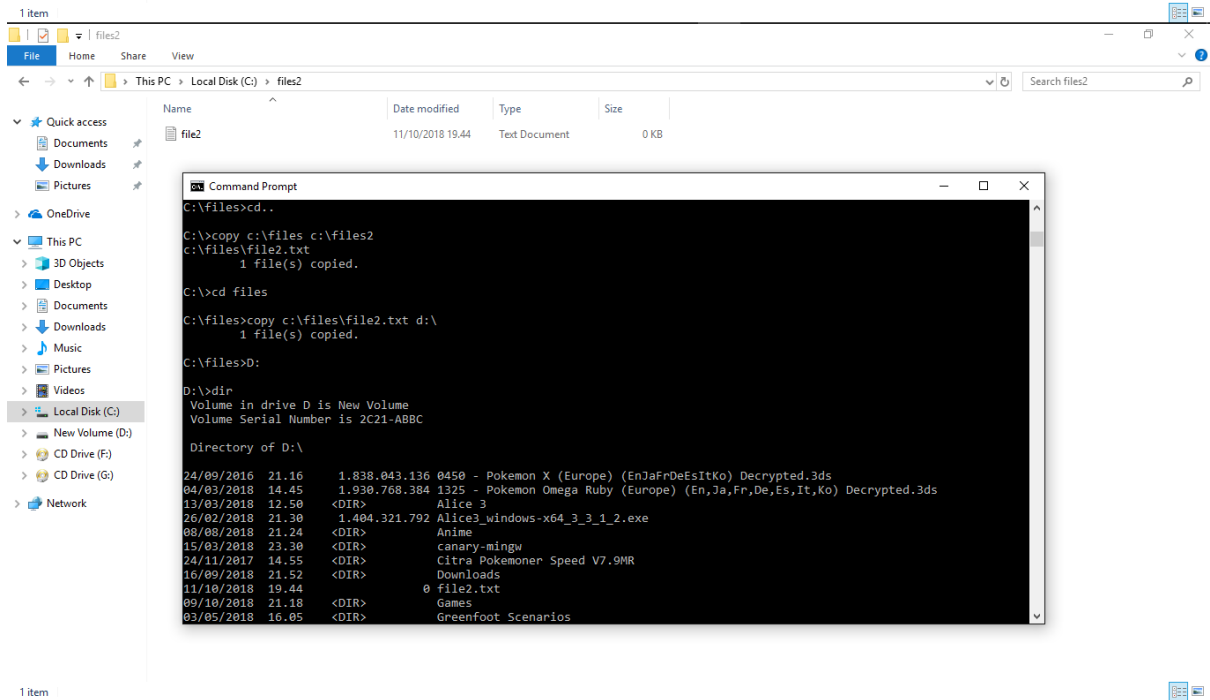 1 item
files2
File Home Share View
This PC Local Disk (C:) files2 Search files2
Name Date modified Type Size
file2 11/10/2018 19.44 Text Document 0 KB
Quick access
Documents
Downloads
Pictures
OneDrive
This PC
3D Objects
Desktop
Documents
Downloads
Music
Pictures
Videos
Local Disk (C:)
New Volume (D:)
CD Drive (F:)
CD Drive (G:)
Network
Command Prompt
C:\files>cd..
C:\>copy c:\files c:\files2
c:\files\file2.txt
1 file(s) copied.
C:\>cd files
C:\files>copy c:\files\file2.txt d:\
1 file(s) copied.
C:\files>D:
D:\>dir
Volume in drive D is New Volume
Volume Serial Number is 2C21-ABBC
Directory of D:\
24/09/2016 21.16 1.838.043.136 0450 - Pokemon X (Europe) (EnJaFrDeEsItKo) Decrypted.3ds
04/03/2018 14.45 1.930.768.384 1325 - Pokemon Omega Ruby (Europe) (En,Ja,Fr,De,Es,It,Ko) Decrypted.3ds
13/03/2018 12.50 <DIR> Alice 3
26/02/2018 21.30 1.404.321.792 Alice3_windows-x64_3_3_1_2.exe
08/08/2018 21.24 <DIR> Anime
15/03/2018 23.30 <DIR> canary-mingw
24/11/2017 14.55 <DIR> Citra Pokemoner Speed V7.9MR
16/09/2018 21.52 <DIR> Downloads
11/10/2018 19.44 0 file2.txt
09/10/2018 21.18 <DIR> Games
03/05/2018 16.05 <DIR> Greenfoot Scenarios
1 item